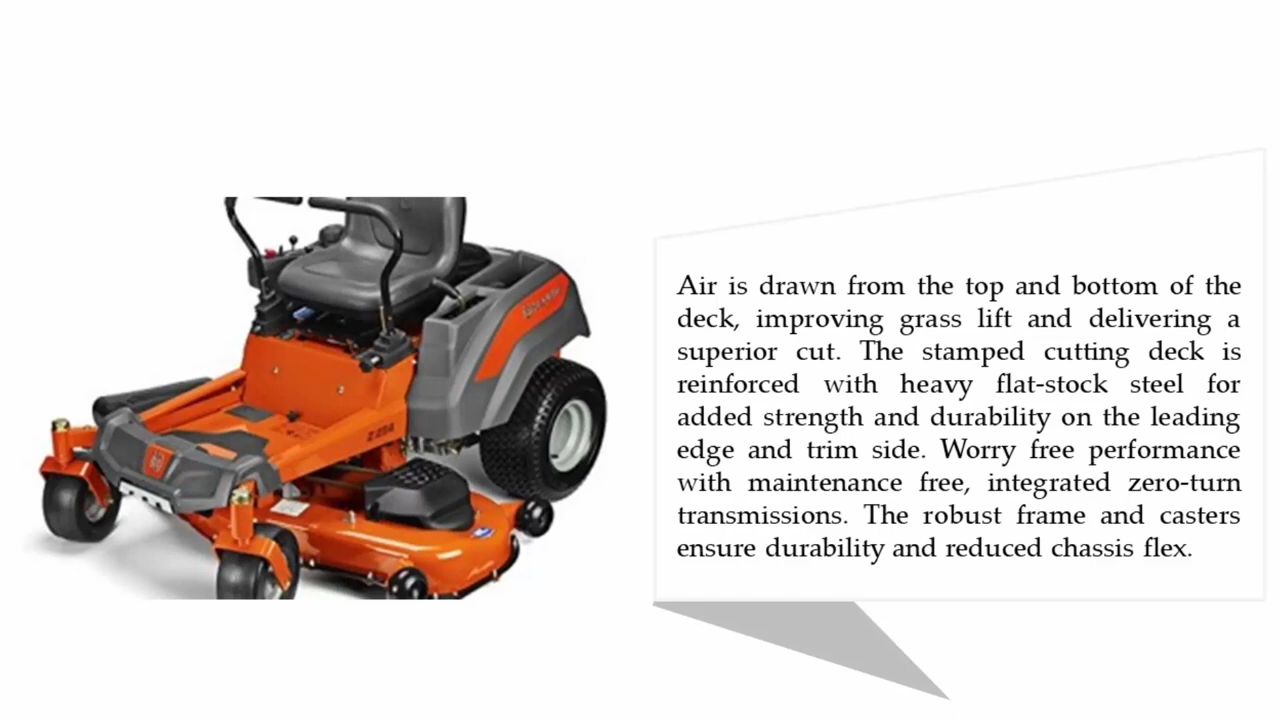 Air is drawn from the top and bottom of the
deck, improving grass lift and delivering a
superior cut. The stamped cutting deck is
reinforced with heavy flat-stock steel for
added strength and durability on the leading
edge and trim side. Worry free performance
with maintenance free, integrated zero-turn
transmissions. The robust frame and casters
ensure durability and reduced chassis flex.